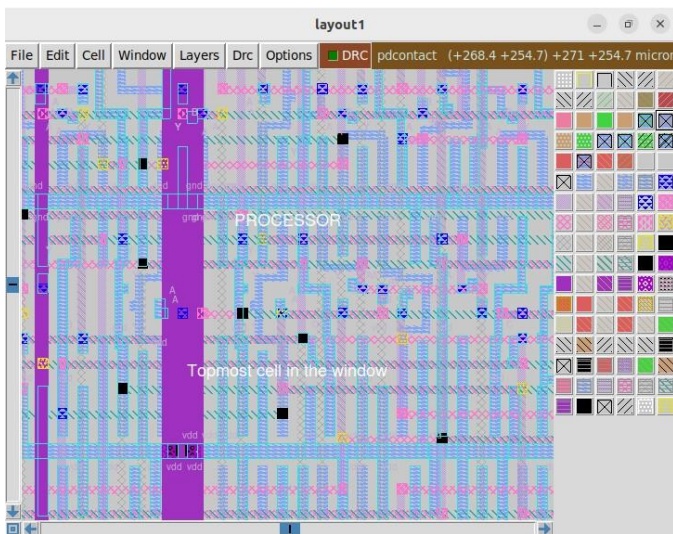 layout1
File Edit Cell Window Layers Drc Options DRC pdcontact (+268.4 +254.7) +271 +254.7 micron
Y
gnd
gnd
gnd
PROCESSOR
A
A
Topmost cell in the window
vdd
vdd vdd